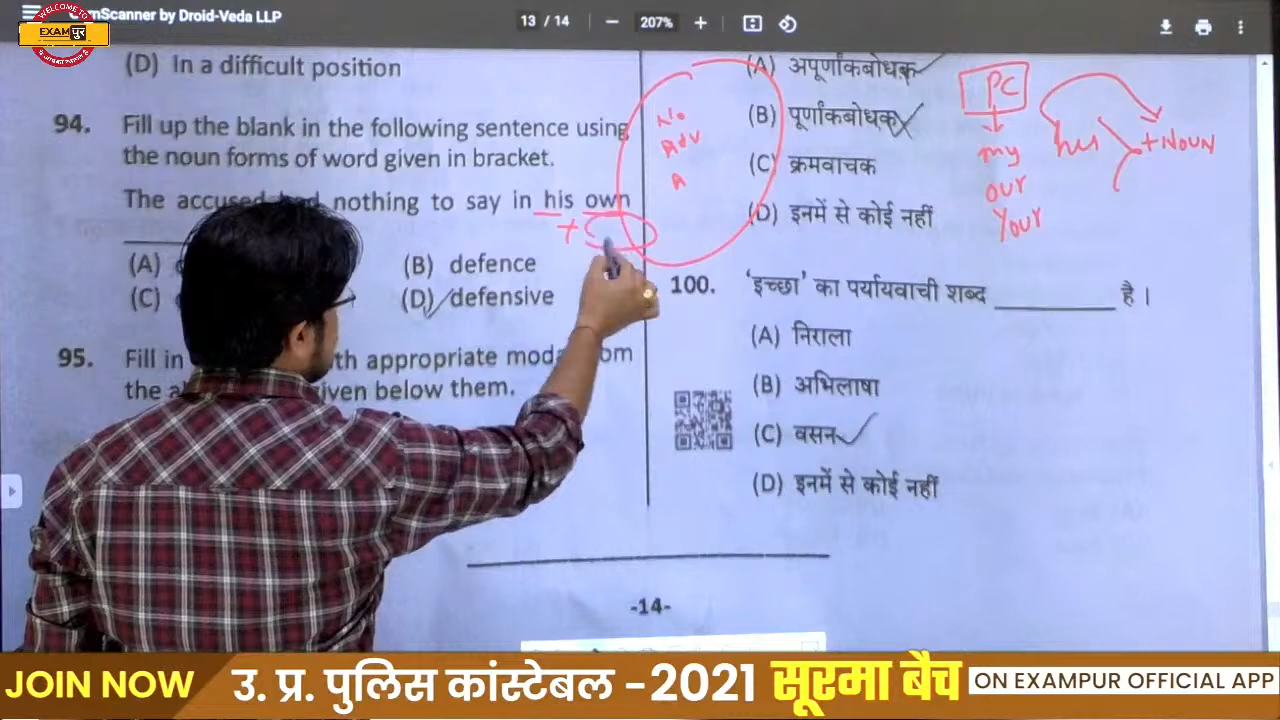 CamScanner by Droid-Veda LLP
13 / 14
207%
EXAMपुर
(D) In a difficult position
94. Fill up the blank in the following sentence using
the noun forms of word given in bracket.
The accused had nothing to say in his own
(A)
(B) defence
(C)
(D) defensive
95. Fill in
th appropriate
the
iven below them.
No
Adv
A
+
(A) अपूर्णांकबोधक
(B) पूर्णांकबोधक
(C) क्रमवाचक
(D) इनमें से कोई नहीं
PC
my
our
Your
his
+ NOUN
100. 'इच्छा' का पर्यायवाची शब्द __________ है ।
(A) निराला
(B) अभिलाषा
(C) वसन
(D) इनमें से कोई नहीं
-14-
JOIN NOW
उ. प्र. पुलिस कांस्टेबल -2021 सूरमा बैच
ON EXAMPUR OFFICIAL APP